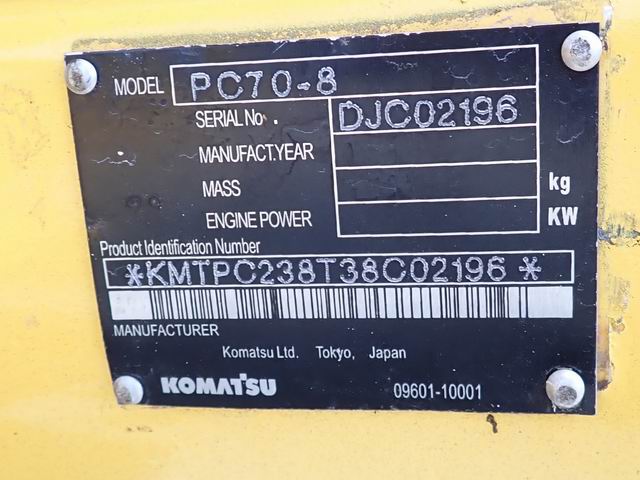 MODEL PC70-8
SERIAL No. DJC02196
MANUFACT.YEAR
MASS kg
ENGINE POWER KW
Product Identification Number
*KMTPC238T38C02196*
MANUFACTURER
Komatsu Ltd. Tokyo, Japan
KOMATSU 09601-10001